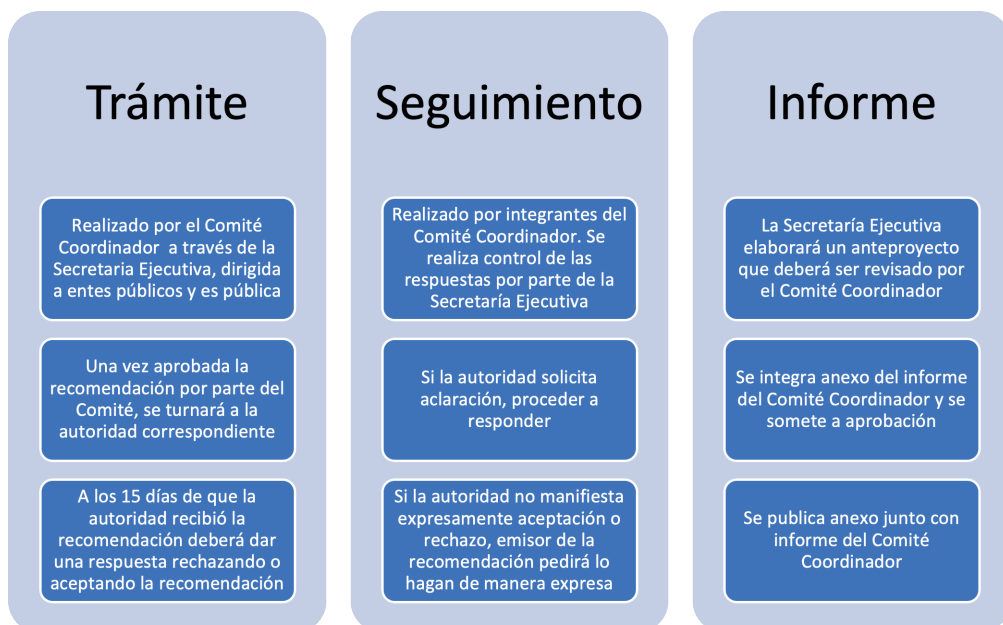 Trámite
Realizado por el Comité
Coordinador a través de la
Secretaria Ejecutiva, dirigida
a entes públicos y es pública
Una vez aprobada la
recomendación por parte del
Comité, se turnará a la
autoridad correspondiente
A los 15 días de que la
autoridad recibió la
recomendación deberá dar
una respuesta rechazando o
aceptando la recomendación
Seguimiento
Realizado por integrantes del
Comité Coordinador. Se
realiza control de las
respuestas por parte de la
Secretaría Ejecutiva
Si la autoridad solicita
aclaración, proceder a
responder
Si la autoridad no manifiesta
expresamente aceptación o
rechazo, emisor de la
recomendación pedirá lo
hagan de manera expresa
Informe
La Secretaría Ejecutiva
elaborará un anteproyecto
que deberá ser revisado por
el Comité Coordinador
Se integra anexo del informe
del Comité Coordinador y se
somete a aprobación
Se publica anexo junto con
informe del Comité
Coordinador